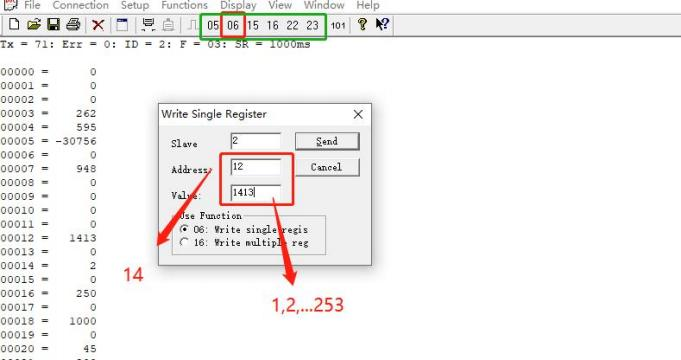 File Connection Setup Functions Display View Window Help
05 06 15 16 22 23 101
Tx = 71: Err = 0: ID = 2: F = 03: SR = 1000ms
00000 = 0
00001 = 0
00002 = 0
00003 = 262
00004 = 595
00005 = -30756
00006 = 0
00007 = 948
00008 = 0
00009 = 0
00010 = 0
00011 = 0
00012 = 1413
00013 = 0
00014 = 2
00015 = 0
00016 = 250
00017 = 0
00018 = 1000
00019 = 0
00020 = 45
Write Single Register
Slave 2 Send
Address: 12 Cancel
Value: 1413
Use Function
06: Write single regis
16: Write multiple reg
14
1,2,...253